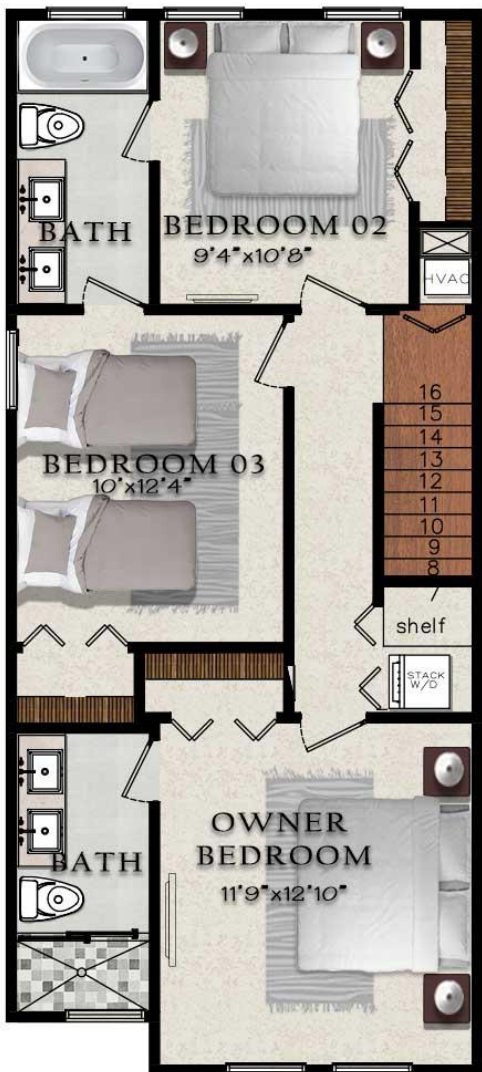 BATH
BEDROOM 02
9'4"x10'8"
HVAC
16
15
14
13
12
11
10
9
8
BEDROOM 03
10'x12'4"
shelf
STACK
W/D
BATH
OWNER
BEDROOM
11'9"x12'10"